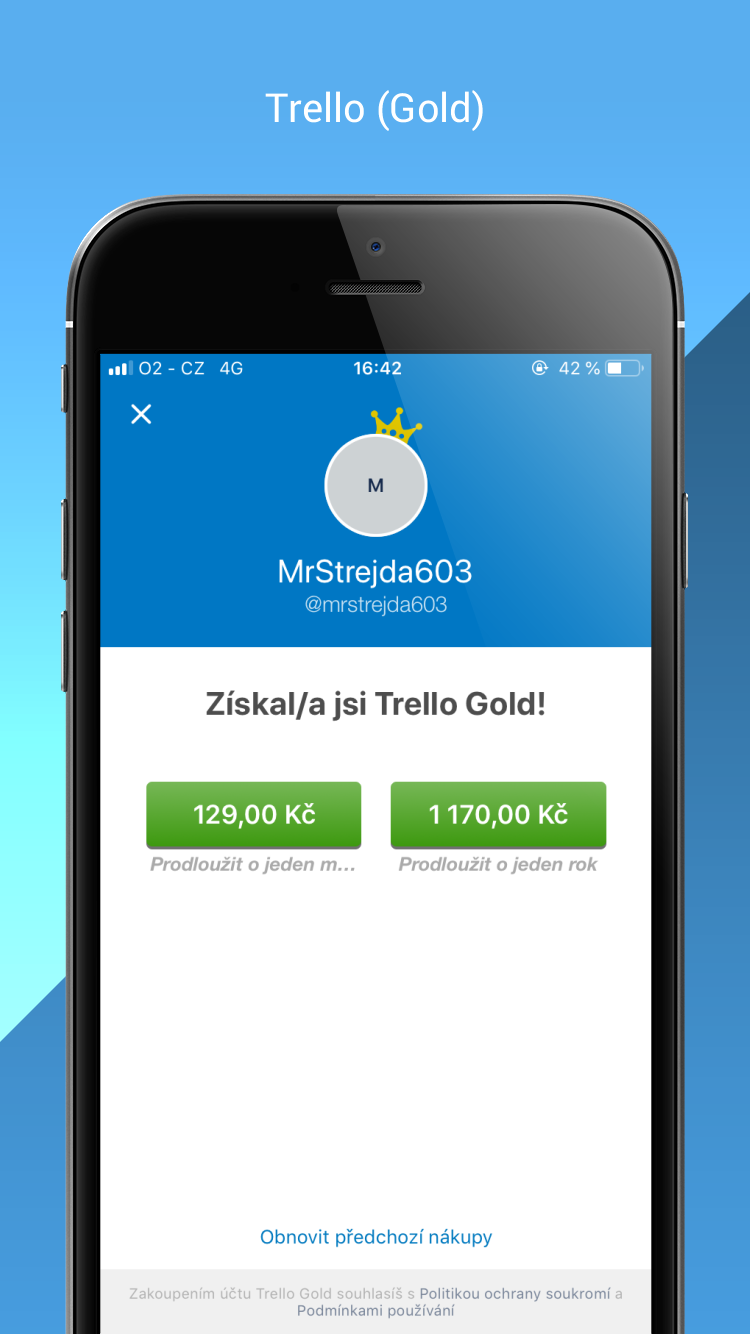 Trello (Gold)
O2 - CZ 4G 16:42 42 %
M
MrStrejda603
@mrstrejda603
Získal/a jsi Trello Gold!
129,00 Kč 1 170,00 Kč
Prodloužit o jeden m... Prodloužit o jeden rok
Obnovit předchozí nákupy
Zakoupením účtu Trello Gold souhlasíš s Politikou ochrany soukromí a
Podmínkami používání